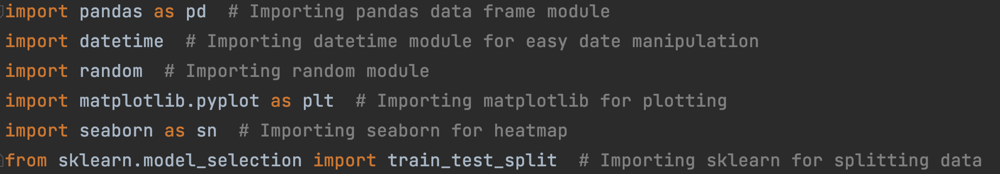 import pandas as pd  # Importing pandas data frame module
import datetime  # Importing datetime module for easy date manipulation
import random  # Importing random module
import matplotlib.pyplot as plt  # Importing matplotlib for plotting
import seaborn as sn  # Importing seaborn for heatmap
from sklearn.model_selection import train_test_split  # Importing sklearn for splitting data